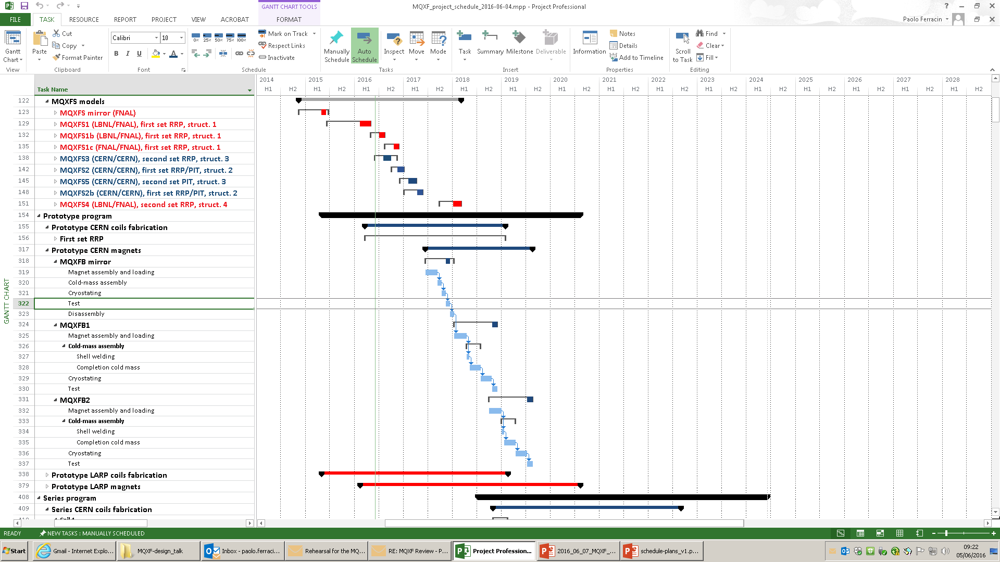 GANTT CHART TOOLS
MQXF_project_schedule_2016-06-04.mpp - Project Professional
FILE TASK RESOURCE REPORT PROJECT VIEW ACROBAT FORMAT
Paolo Ferracin
Gantt Chart
View
Paste
Cut
Copy
Format Painter
Clipboard
Calibri 10
B I U A
Font
0% 25% 50% 75% 100%
Mark on Track
Respect Links
Inactivate
Schedule
Manually Schedule
Auto Schedule
Inspect Move Mode
Tasks
Task Summary Milestone Deliverable
Insert
Information
Notes
Details
Add to Timeline
Properties
Scroll to Task
Find
Clear
Fill
Editing
2014 2015 2016 2017 2018 2019 2020 2021 2022 2023 2024 2025 2026 2027 2028
Task Name
H1 H2 H1 H2 H1 H2 H1 H2 H1 H2 H1 H2 H1 H2 H1 H2 H1 H2 H1 H2 H1 H2 H1 H2 H1 H2 H1 H2 H1 H2
122 MQXFS models
123 MQXFS mirror (FNAL)
129 MQXFS1 (LBNL/FNAL), first set RRP, struct. 1
132 MQXFS1b (LBNL/FNAL), first set RRP, struct. 1
135 MQXFS1c (FNAL/FNAL), first set RRP, struct. 1
138 MQXFS3 (CERN/CERN), second set RRP, struct. 3
142 MQXFS2 (CERN/CERN), first set RRP/PIT, struct. 2
145 MQXFS5 (CERN/CERN), second set PIT, struct. 3
148 MQXFS2b (CERN/CERN), first set RRP/PIT, struct. 2
151 MQXFS4 (LBNL/FNAL), second set RRP, struct. 4
154 Prototype program
155 Prototype CERN coils fabrication
156 First set RRP
317 Prototype CERN magnets
318 MQXFB mirror
319 Magnet assembly and loading
320 Cold-mass assembly
321 Cryostating
322 Test
323 Disassembly
324 MQXFB1
325 Magnet assembly and loading
326 Cold-mass assembly
327 Shell welding
328 Completion cold mass
329 Cryostating
330 Test
331 MQXFB2
332 Magnet assembly and loading
333 Cold-mass assembly
334 Shell welding
335 Completion cold mass
336 Cryostating
337 Test
338 Prototype LARP coils fabrication
379 Prototype LARP magnets
408 Series program
409 Series CERN coils fabrication
GANTT CHART
READY NEW TASKS : MANUALLY SCHEDULED
Start
Gmail - Internet Explo...
MQXF-design_talk
Inbox - paolo.ferraci...
Rehearsal for the MQ...
RE: MQXF Review - P...
Project Profession...
2016_06_07_MQXF_...
schedule-plans_v1.p...
09:22
05/06/2016